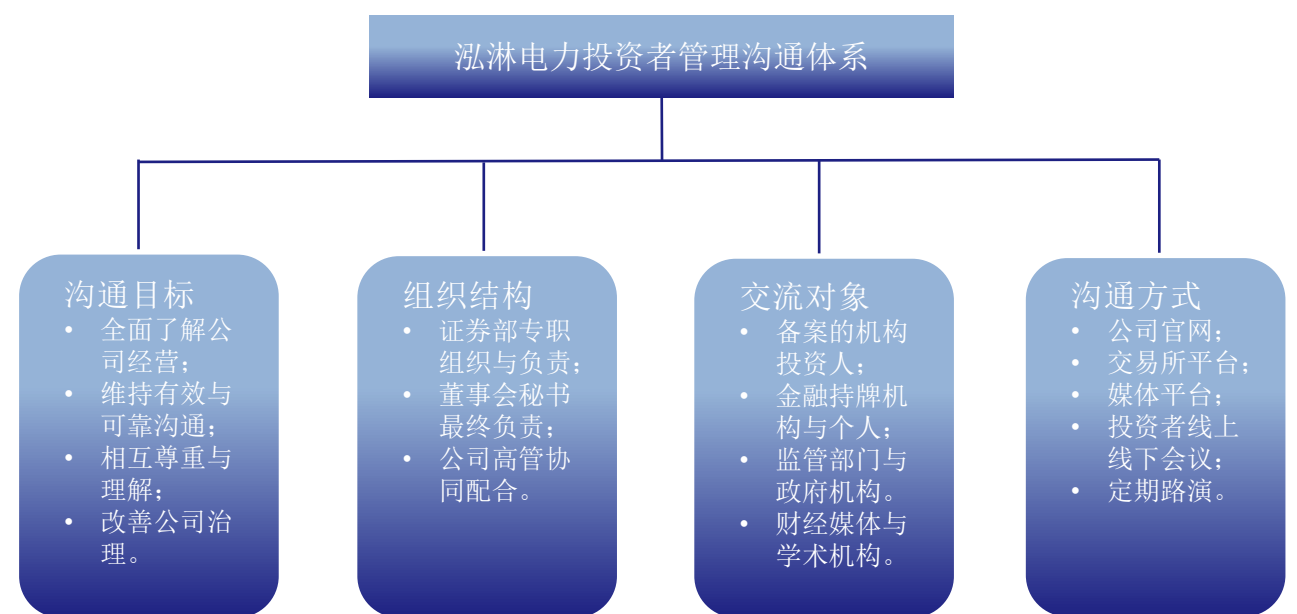 泓淋电力投资者管理沟通体系
沟通目标
• 全面了解公
司经营；
• 维持有效与
可靠沟通；
• 相互尊重与
理解；
• 改善公司治
理。
组织结构
• 证券部专职
组织与负责；
• 董事会秘书
最终负责；
• 公司高管协
同配合。
交流对象
• 备案的机构
投资人；
• 金融持牌机
构与个人；
• 监管部门与
政府机构。
• 财经媒体与
学术机构。
沟通方式
• 公司官网；
• 交易所平台；
• 媒体平台；
• 投资者线上
线下会议；
• 定期路演。